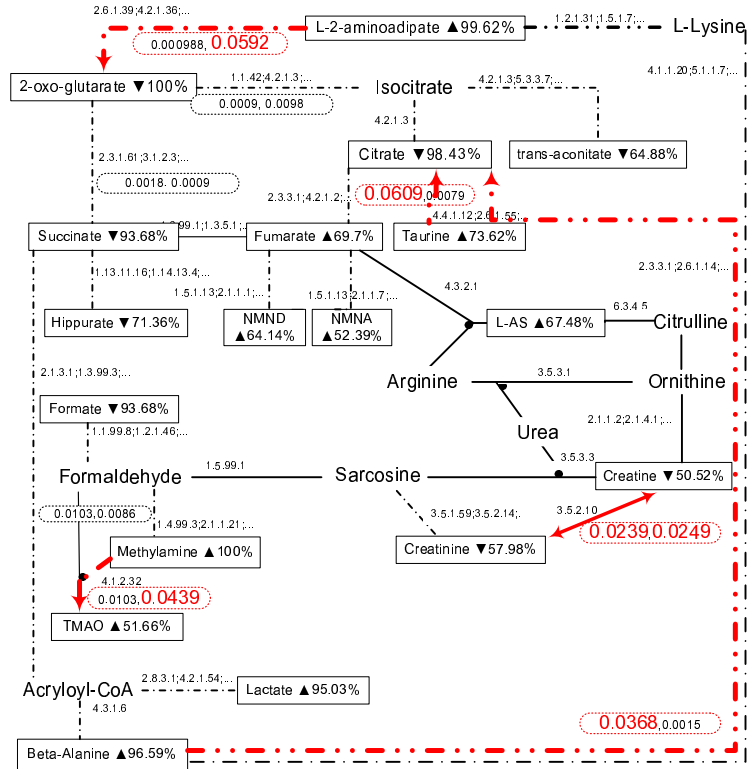 2.6.1.39;4.2.1.36;...
L-2-aminoadipate ▲99.62%
1.2.1.31;1.5.1.7;...
L-Lysine
0.000988, 0.0592
2-oxo-glutarate ▼100%
1.1.42;4.2.1.3;...
Isocitrate
4.2.1.3;5.3.3.7;...
4.1.1.20;5.1.1.7;...
0.0009, 0.0098
4.2.1.3
Citrate ▼98.43%
trans-aconitate ▼64.88%
2.3.1.61;3.1.2.3;...
0.0018. 0.0009
2.3.3.1;4.2.1.2;...
0.0609,0.0079
4.4.1.12;2.6.1.55;...
.99.1;1.3.5.1;...
Succinate ▼93.68%
Fumarate ▲69.7%
Taurine ▲73.62%
1.13.11.16;1.14.13.4;...
2.3.3.1;2.6.1.14;...
1.5.1.13;2.1.1.1;...
1.5.1.13;2.1.1.7;...
4.3.2.1
Hippurate ▼71.36%
NMND
▲64.14%
NMNA
▲52.39%
L-AS ▲67.48%
6.3.4.5
Citrulline
2.1.3.1;1.3.99.3;...
Arginine
3.5.3.1
Ornithine
Formate ▼93.68%
1.1.99.8;1.2.1.46;...
2.1.1.2;2.1.4.1;...
Urea
3.5.3.3
Formaldehyde
1.5.99.1
Sarcosine
Creatine ▼50.52%
0.0103,0.0086
1.4.99.3;2.1.1.21;...
3.5.1.59;3.5.2.14;.
3.5.2.10
0.0239,0.0249
Methylamine ▲100%
Creatinine ▼57.98%
4.1.2.32
0.0103,0.0439
TMAO ▲51.66%
2.8.3.1;4.2.1.54;...
Acryloyl-CoA
Lactate ▲95.03%
4.3.1.6
0.0368,0.0015
Beta-Alanine ▲96.59%